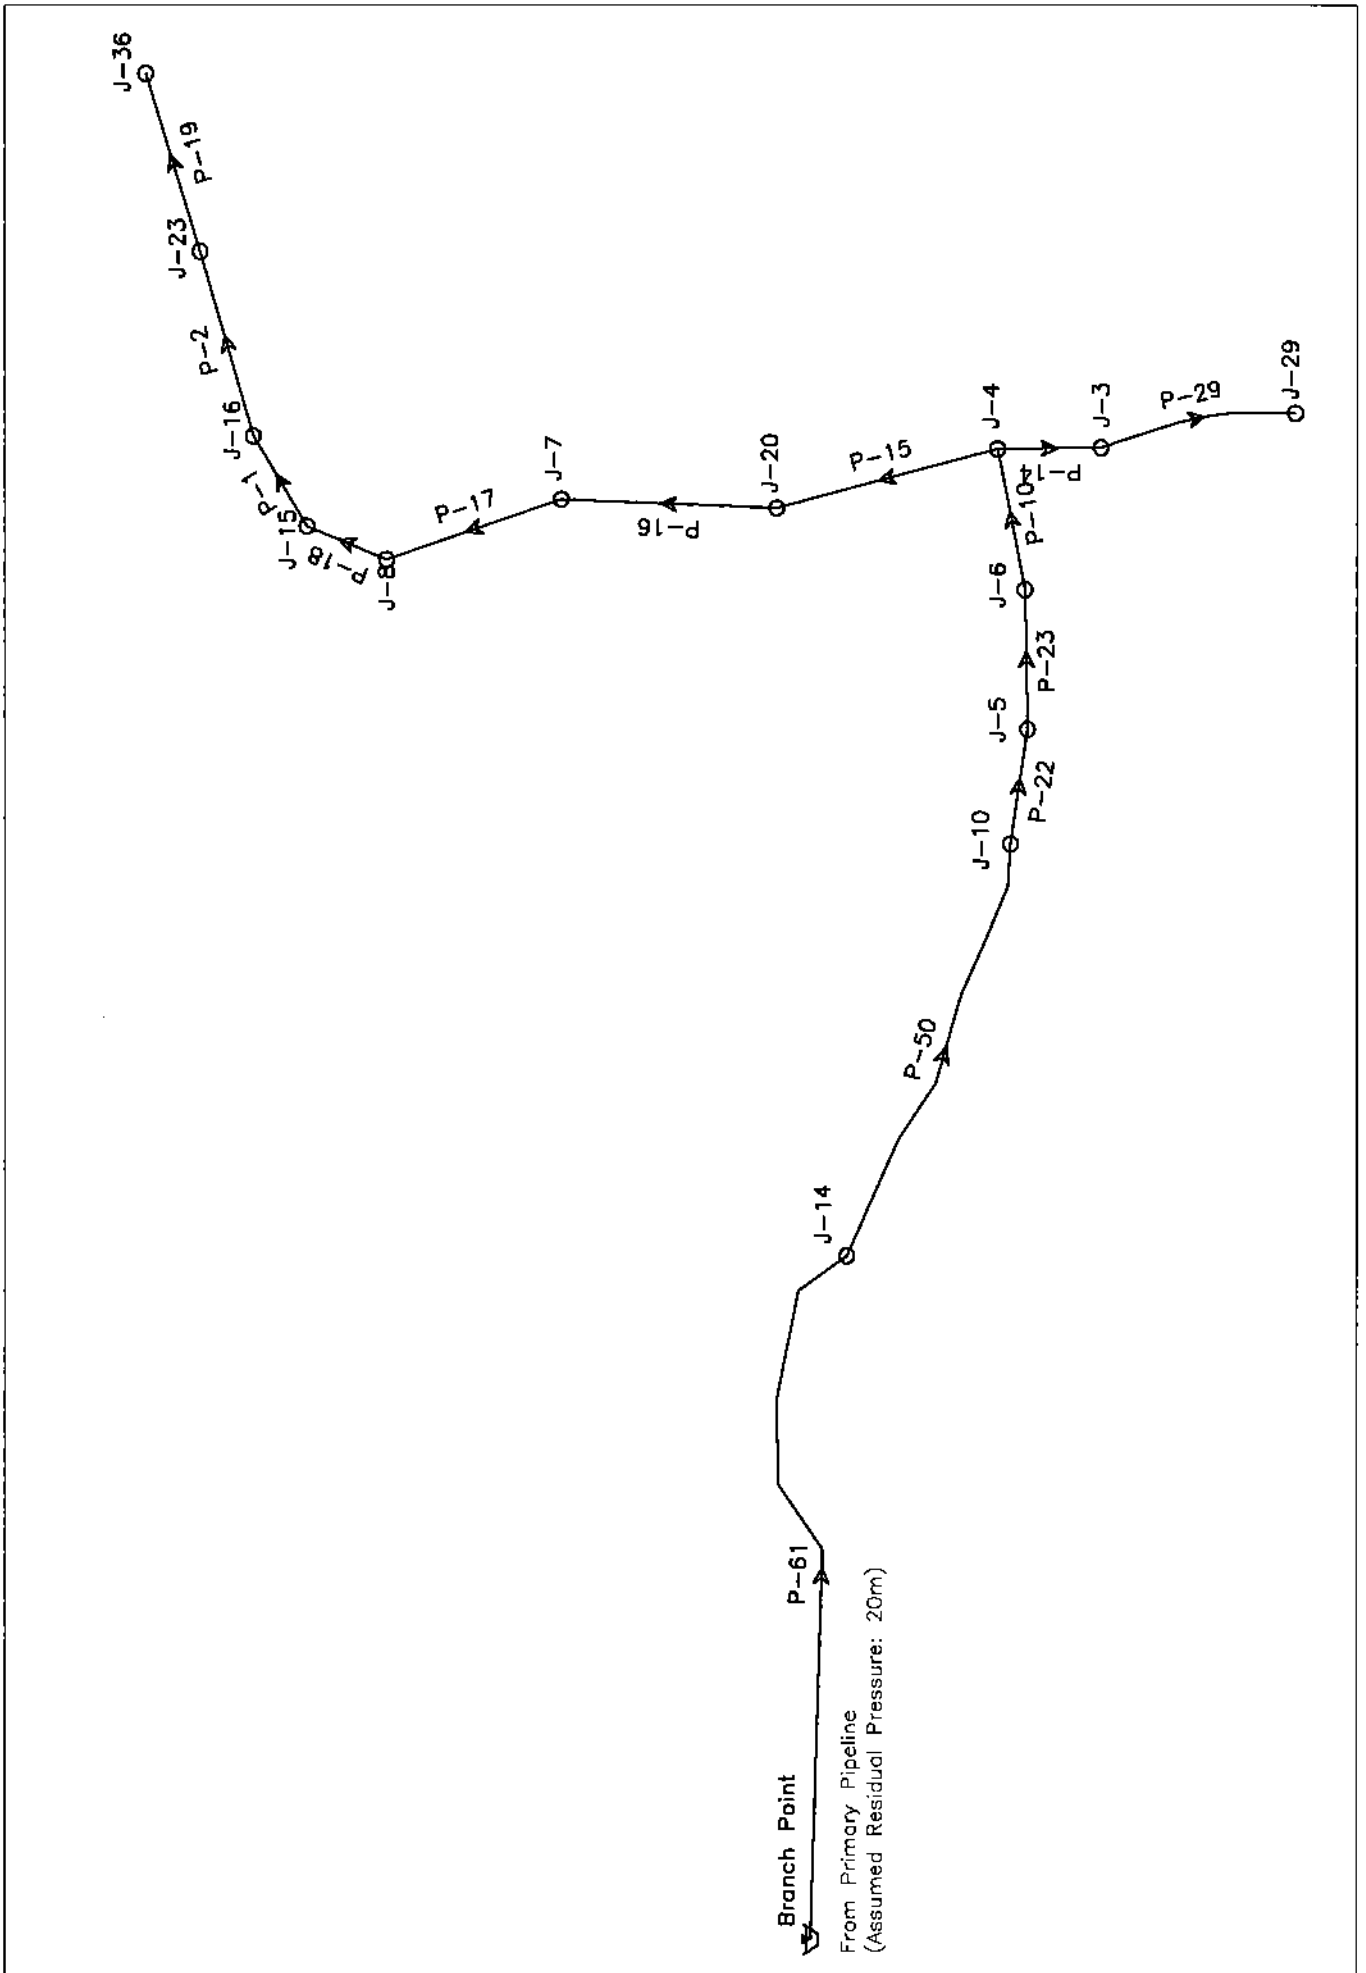 J-36
P-19
J-23
P-2
J-16
P-1
J-15
P-18
J-8
P-17
J-7
P-16
J-20
P-15
J-4
P-14
J-3
P-29
J-29
P-10
J-6
P-23
J-5
P-22
J-10
P-50
J-14
P-61
Branch Point
From Primary Pipeline
(Assumed Residual Pressure: 20m)